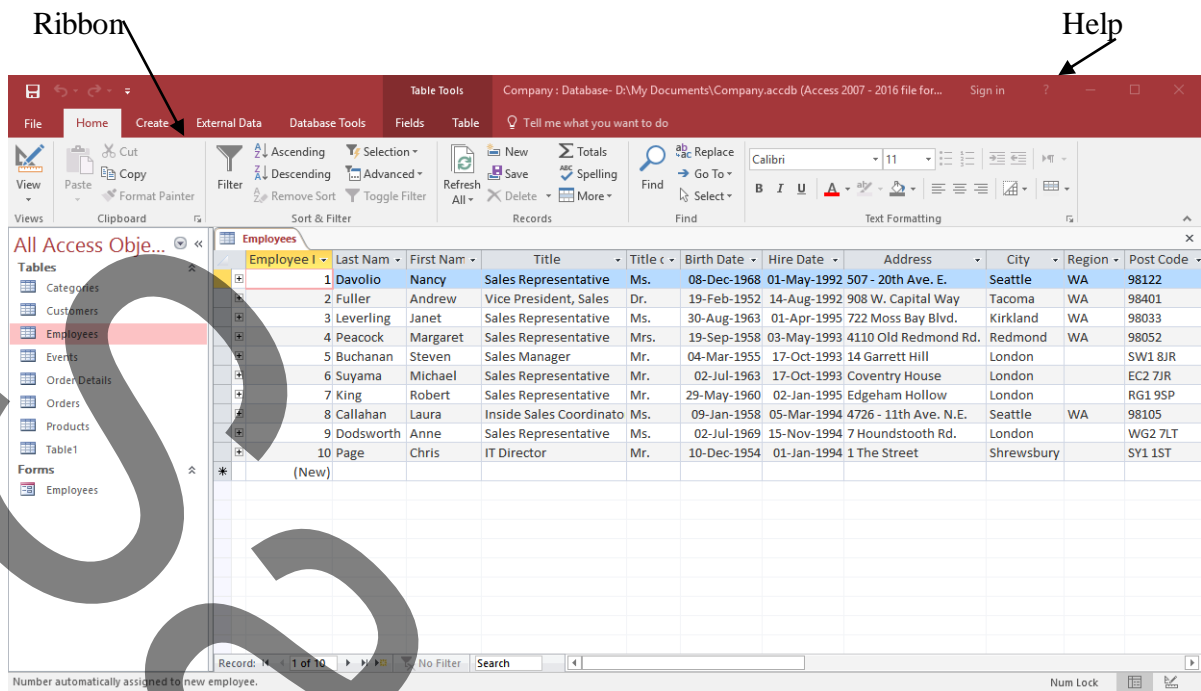 Ribbon Help
Table Tools Company : Database- D:\My Documents\Company.accdb (Access 2007 - 2016 file for... Sign in ?
File Home Create External Data Database Tools Fields Table Tell me what you want to do
View
Paste
Cut
Copy
Format Painter
Filter
Ascending
Descending
Remove Sort
Selection
Advanced
Toggle Filter
Refresh All
New
Save
Delete
Totals
Spelling
More
Find
Replace
Go To
Select
Calibri 11
B I U A
Views Clipboard Sort & Filter Records Find Text Formatting
All Access Obje...
Tables
Categories
Customers
Employees
Events
Order Details
Orders
Products
Table1
Forms
Employees
Employees
Employee I Last Nam First Nam Title Title c Birth Date Hire Date Address City Region Post Code
1 Davolio Nancy Sales Representative Ms. 08-Dec-1968 01-May-1992 507 - 20th Ave. E. Seattle WA 98122
2 Fuller Andrew Vice President, Sales Dr. 19-Feb-1952 14-Aug-1992 908 W. Capital Way Tacoma WA 98401
3 Leverling Janet Sales Representative Ms. 30-Aug-1963 01-Apr-1995 722 Moss Bay Blvd. Kirkland WA 98033
4 Peacock Margaret Sales Representative Mrs. 19-Sep-1958 03-May-1993 4110 Old Redmond Rd. Redmond WA 98052
5 Buchanan Steven Sales Manager Mr. 04-Mar-1955 17-Oct-1993 14 Garrett Hill London SW1 8JR
6 Suyama Michael Sales Representative Mr. 02-Jul-1963 17-Oct-1993 Coventry House London EC2 7JR
7 King Robert Sales Representative Mr. 29-May-1960 02-Jan-1995 Edgeham Hollow London RG1 9SP
8 Callahan Laura Inside Sales Coordinato Ms. 09-Jan-1958 05-Mar-1994 4726 - 11th Ave. N.E. Seattle WA 98105
9 Dodsworth Anne Sales Representative Ms. 02-Jul-1969 15-Nov-1994 7 Houndstooth Rd. London WG2 7LT
10 Page Chris IT Director Mr. 10-Dec-1954 01-Jan-1994 1 The Street Shrewsbury SY1 1ST
(New)
Record: 1 of 10 No Filter Search
Number automatically assigned to new employee. Num Lock